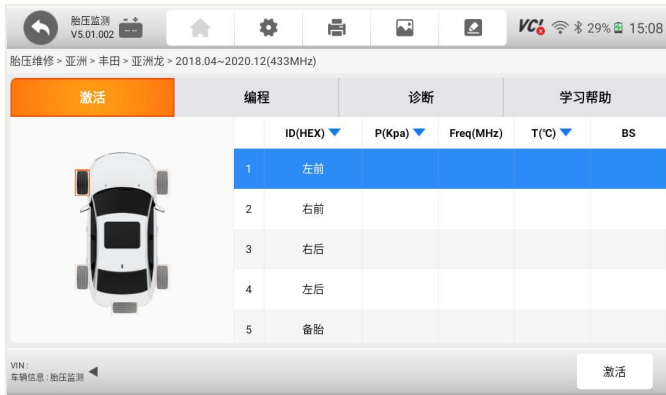 胎压监测
V5.01.002
VCI 29% 15:08
胎压维修 > 亚洲 > 丰田 > 亚洲龙 > 2018.04~2020.12(433MHz)
激活 编程 诊断 学习帮助
ID(HEX) P(Kpa) Freq(MHz) T(℃) BS
1 左前
2 右前
3 右后
4 左后
5 备胎
VIN :
车辆信息 : 胎压监测
激活